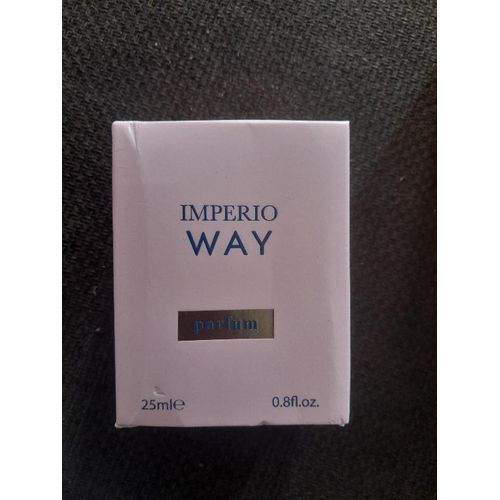 IMPERIO
WAY
parfum
25ml℮ 0.8fl.oz.